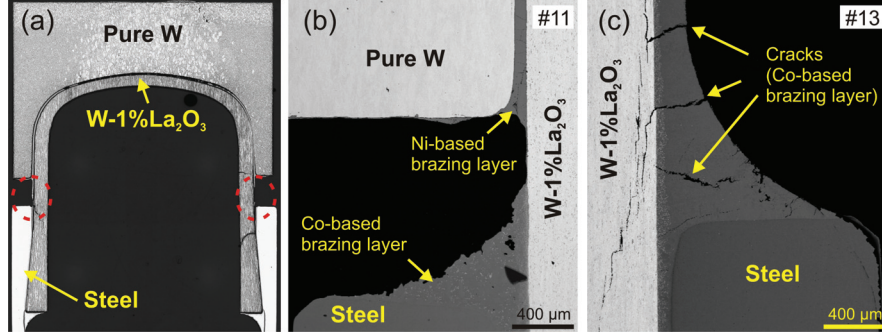 (a)
Pure W
W-1%La₂O₃
Steel
(b)
#11
Pure W
Ni-based
brazing layer
Co-based
brazing layer
W-1%La₂O₃
Steel
400 µm
(c)
#13
W-1%La₂O₃
Cracks
(Co-based
brazing layer)
Steel
400 µm